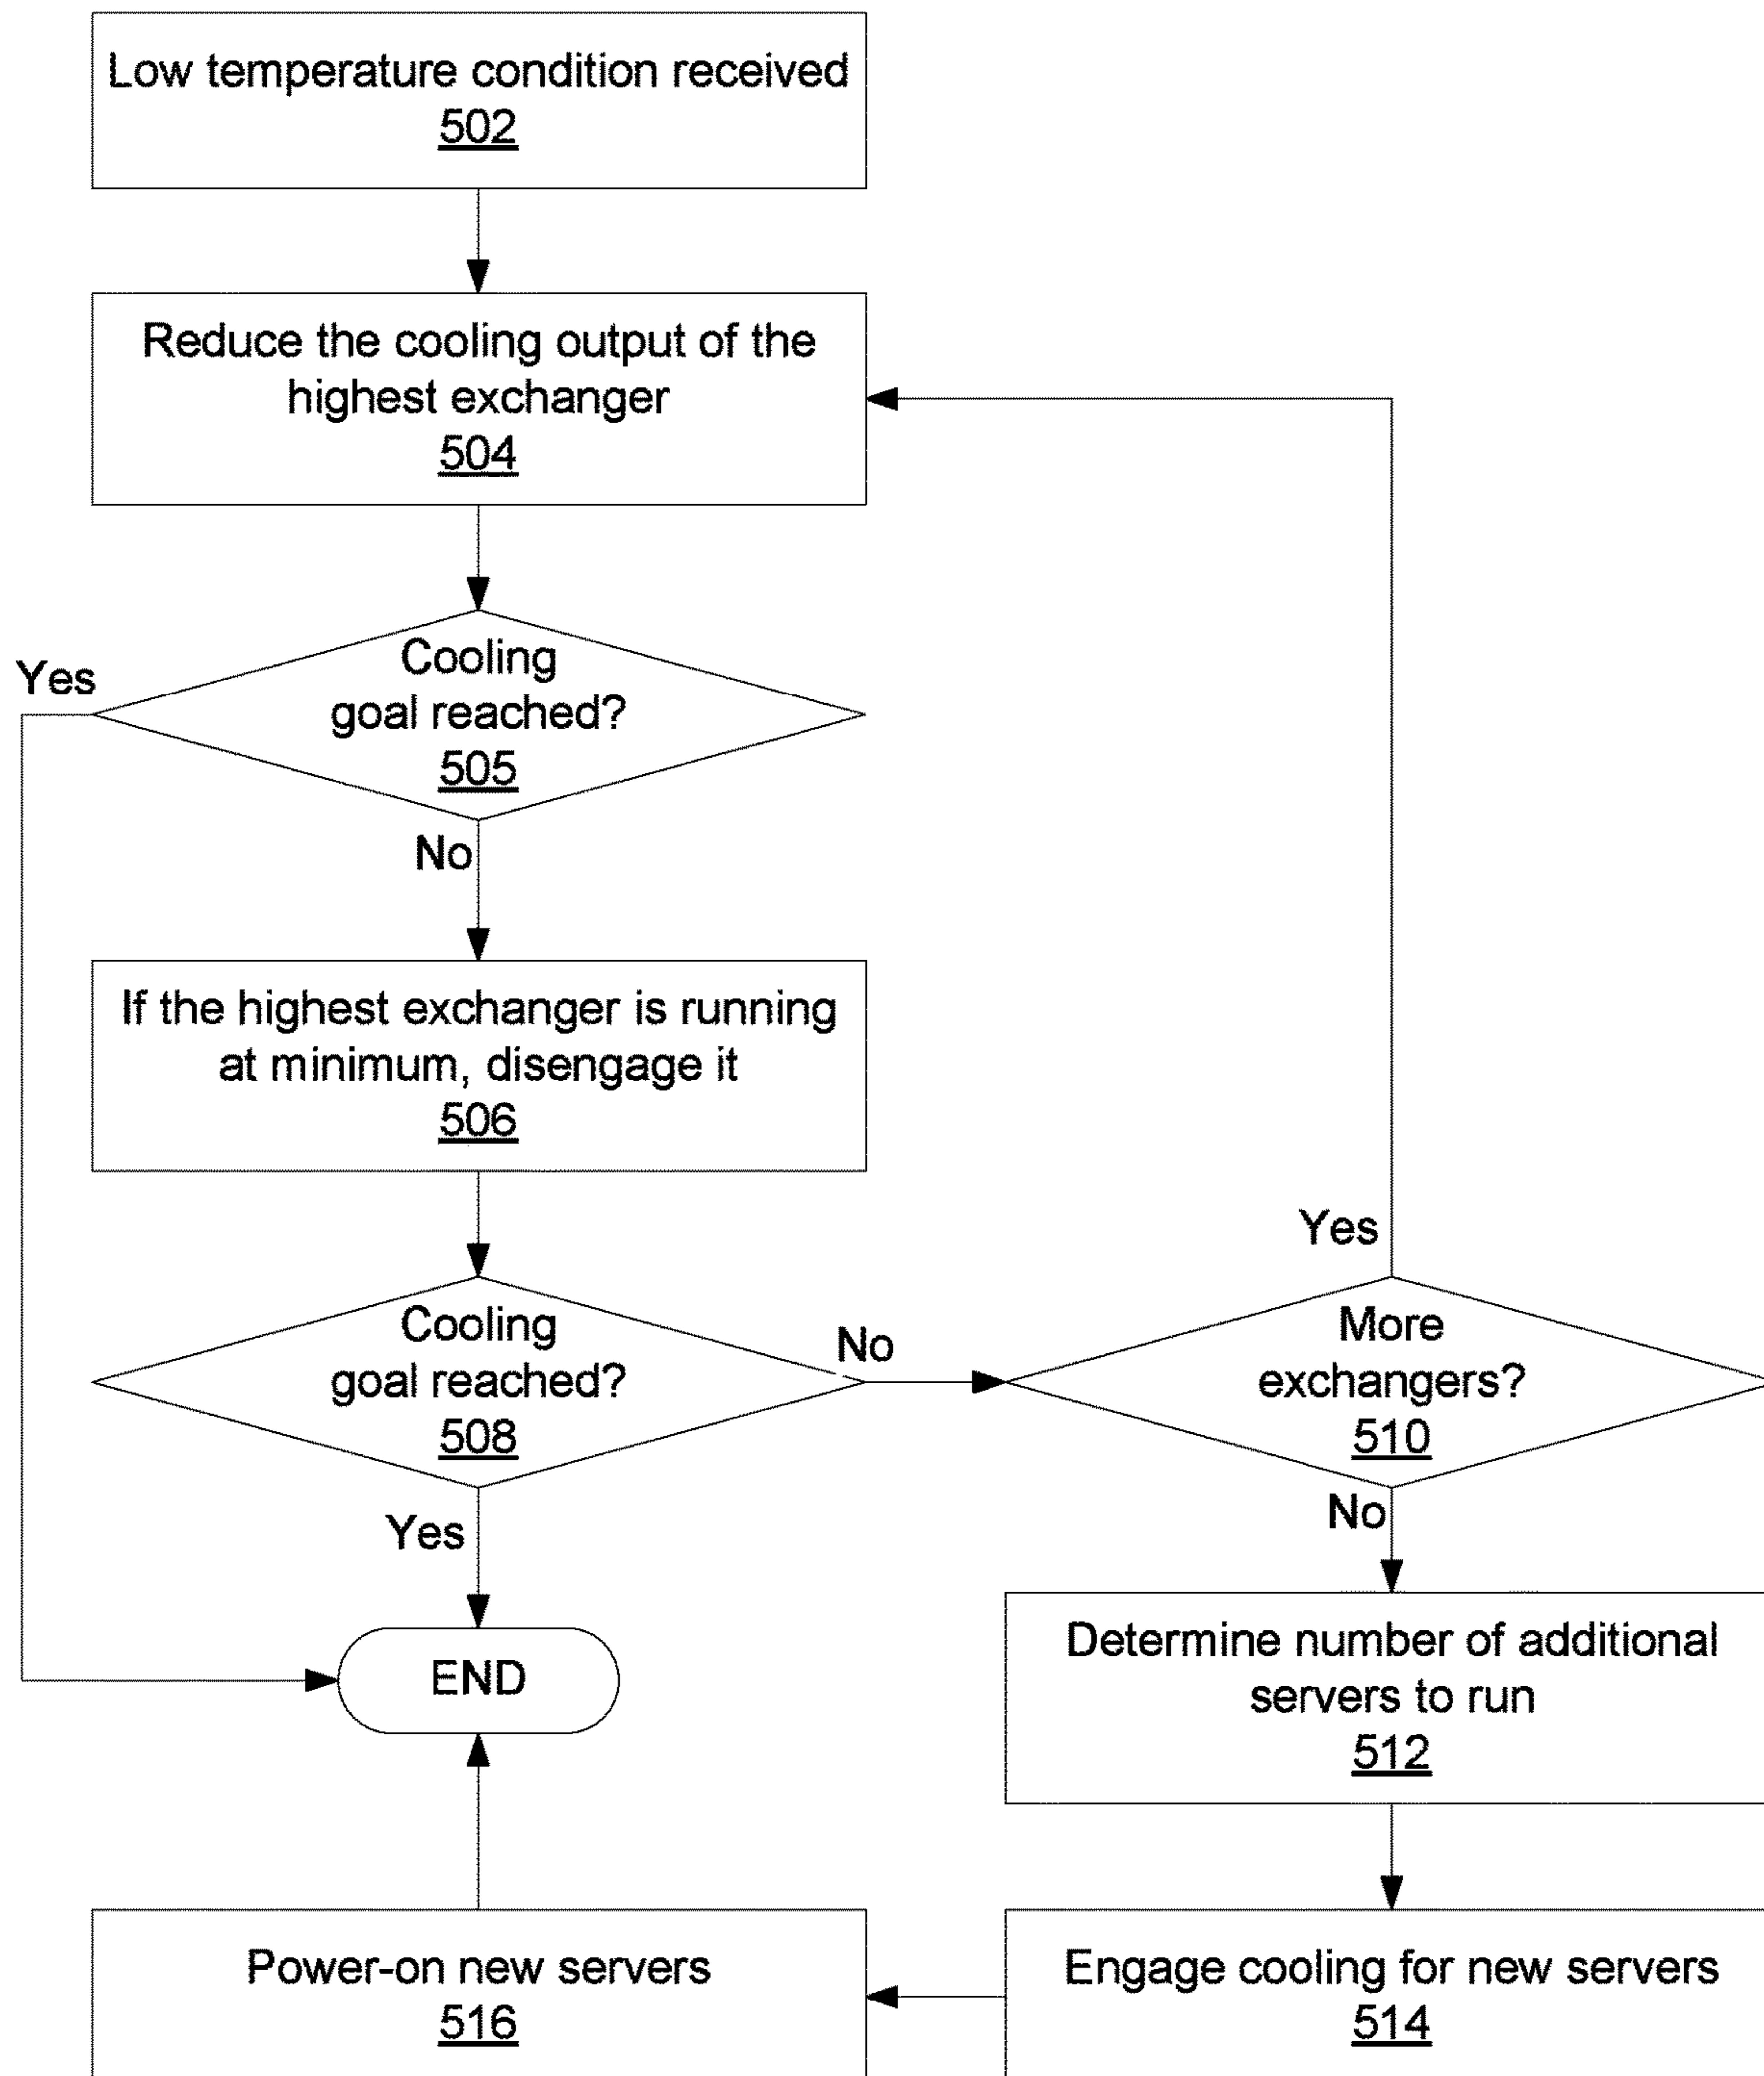 Low temperature condition received
502
Reduce the cooling output of the
highest exchanger
504
Cooling
goal reached?
505
Yes
No
If the highest exchanger is running
at minimum, disengage it
506
Cooling
goal reached?
508
No
Yes
More
exchangers?
510
Yes
No
END
Determine number of additional
servers to run
512
Engage cooling for new servers
514
Power-on new servers
516